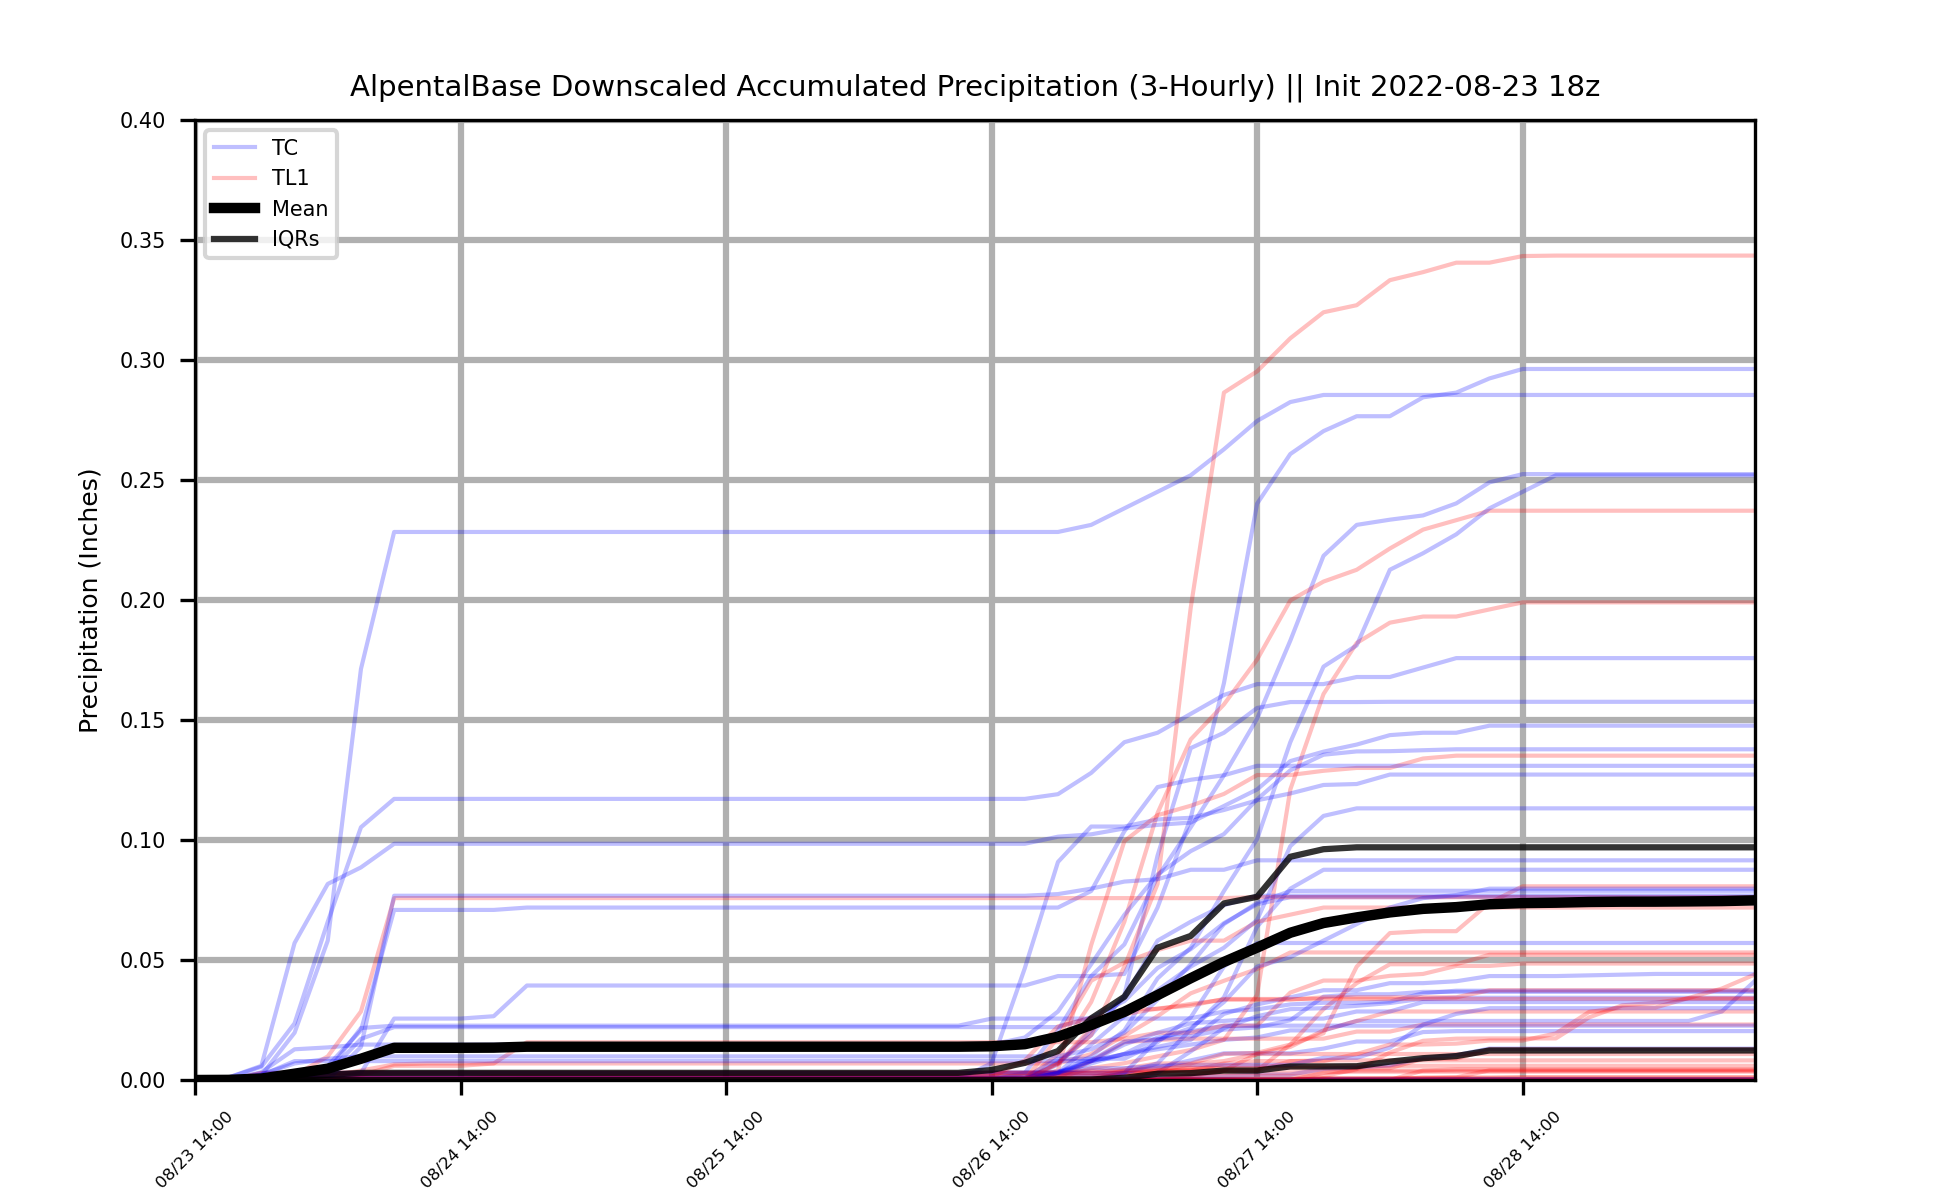 AlpentalBase Downscaled Accumulated Precipitation (3-Hourly) || Init 2022-08-23 18z
TC
TL1
Mean
IQRs
Precipitation (Inches)
0.40
0.35
0.30
0.25
0.20
0.15
0.10
0.05
0.00
08/23 14:00
08/24 14:00
08/25 14:00
08/26 14:00
08/27 14:00
08/28 14:00